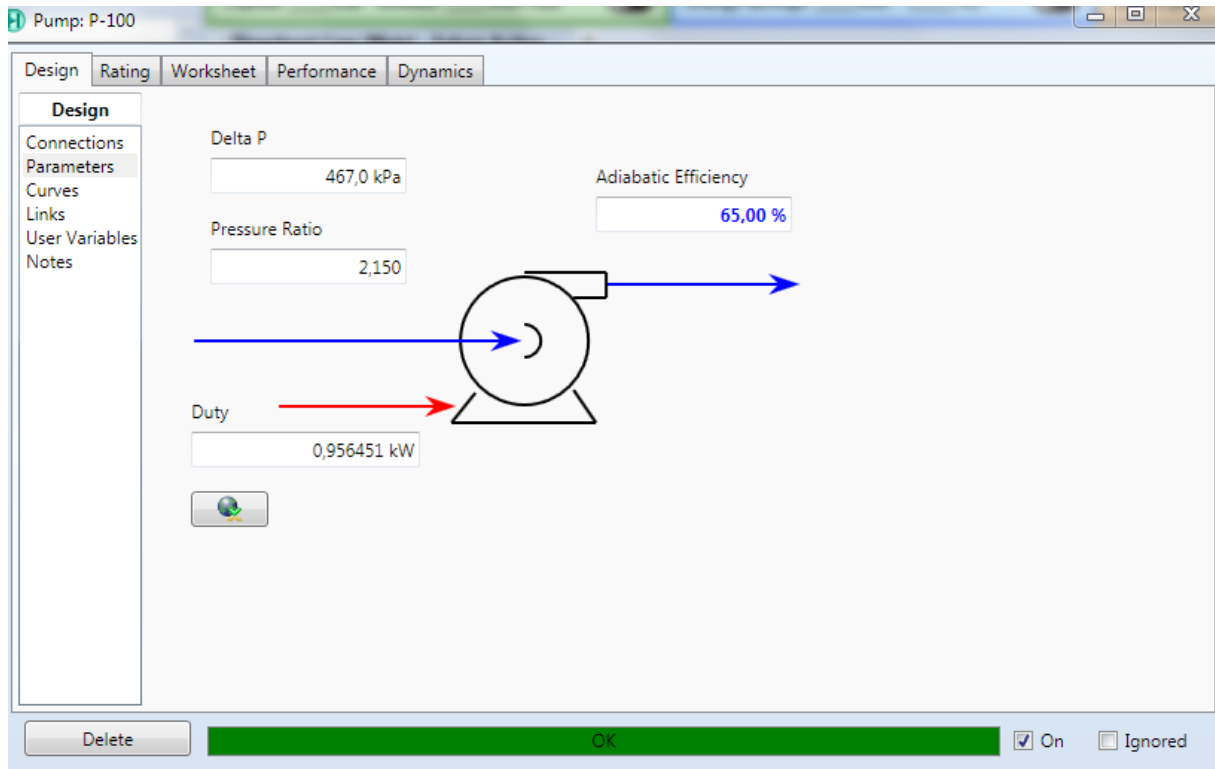 Pump: P-100
Design Rating Worksheet Performance Dynamics
Design
Connections
Parameters
Curves
Links
User Variables
Notes
Delta P
467,0 kPa
Pressure Ratio
2,150
Adiabatic Efficiency
65,00 %
Duty
0,956451 kW
Delete
OK
On
Ignored